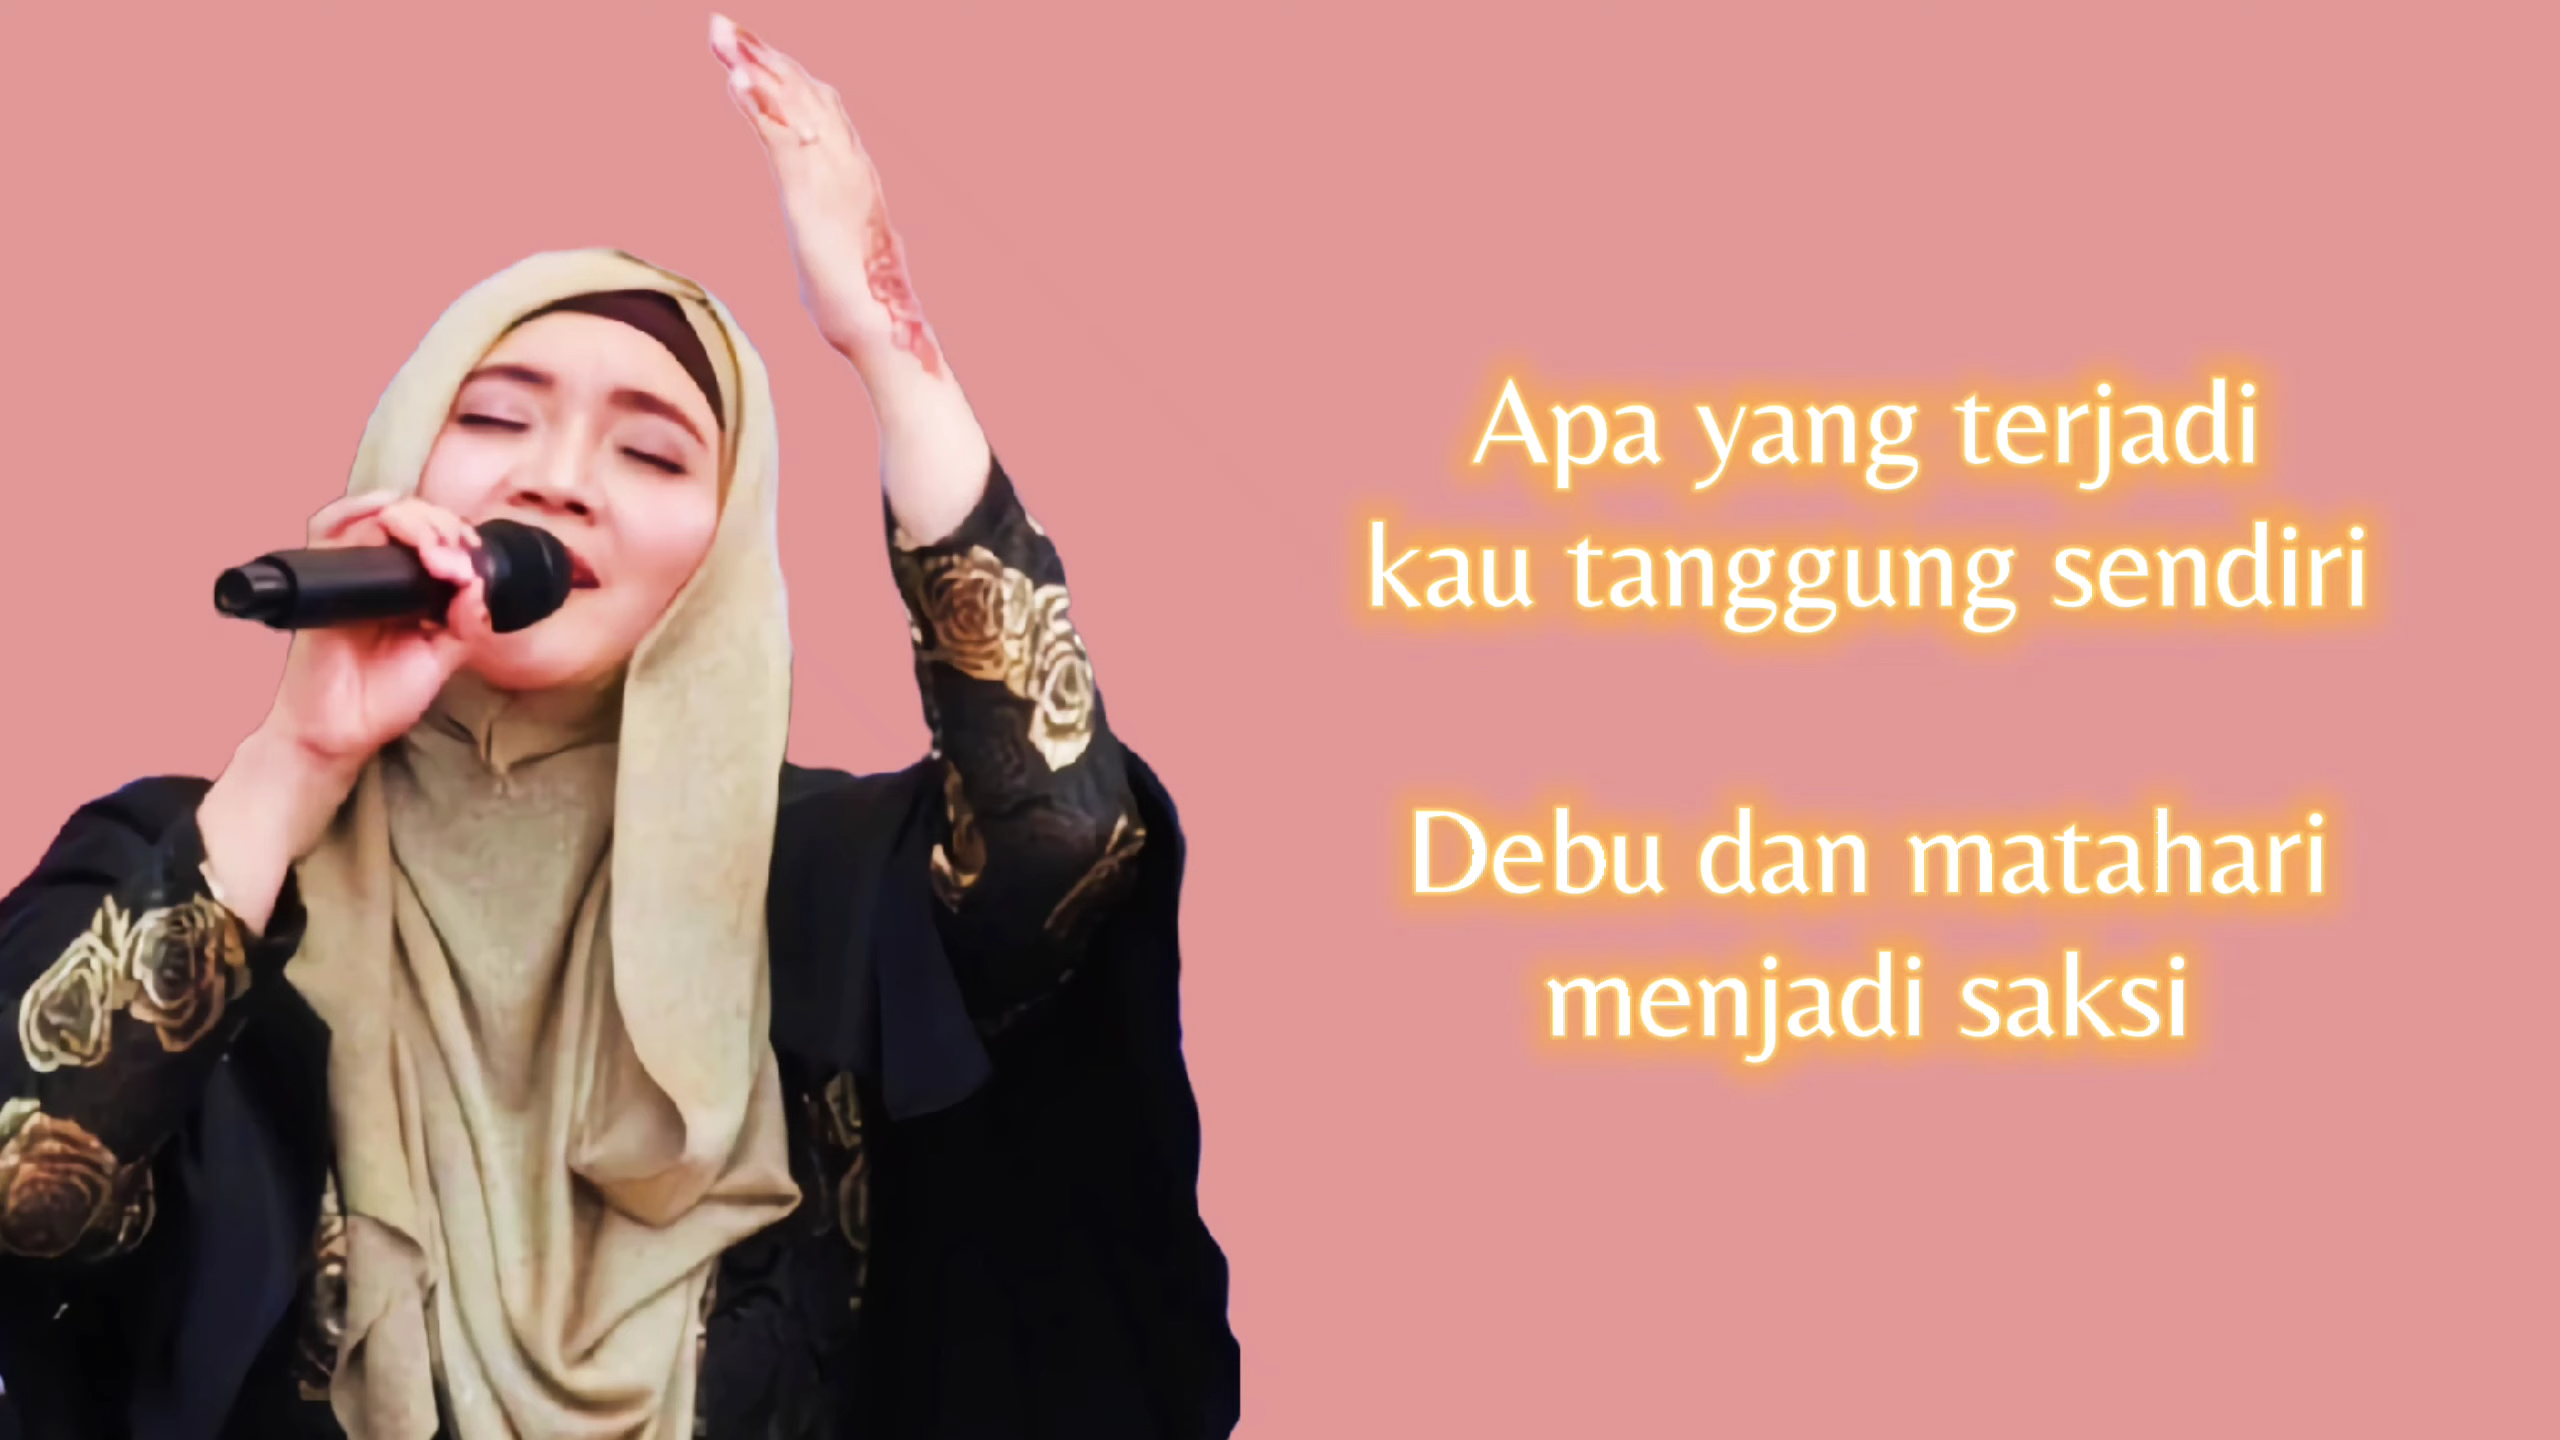 Apa yang terjadi
kau tanggung sendiri
Debu dan matahari
menjadi saksi